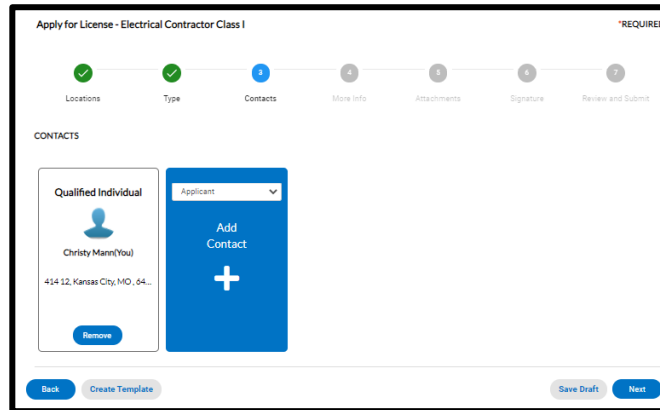 Apply for License - Electrical Contractor Class I
*REQUIRED
3
4
5
6
7
Locations
Type
Contacts
More Info
Attachments
Signature
Review and Submit
CONTACTS
Qualified Individual
Christy Mann(You)
414 12, Kansas City, MO , 64...
Remove
Applicant
Add
Contact
Back
Create Template
Save Draft
Next